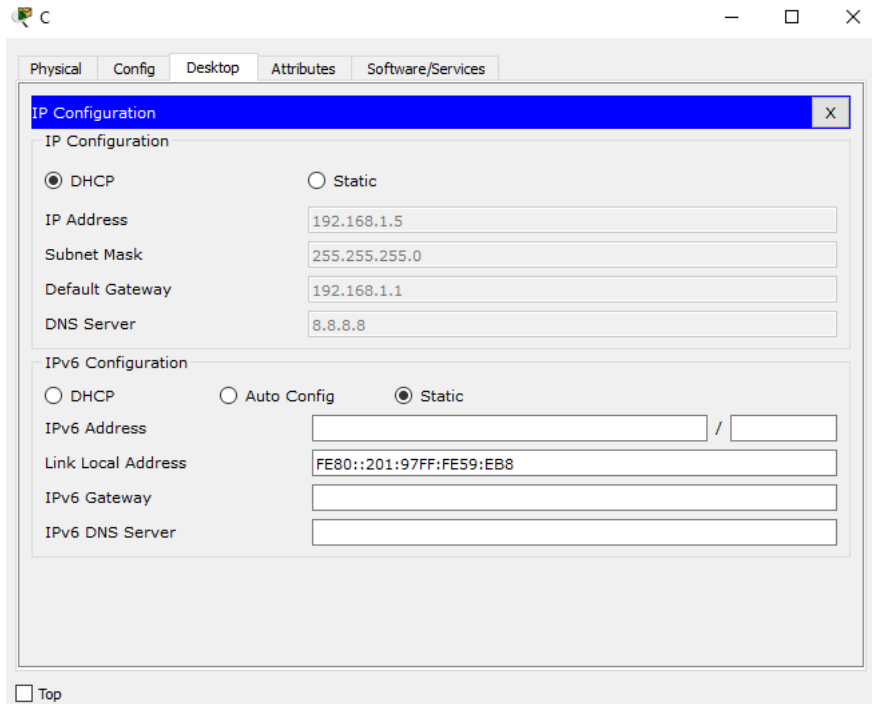 C
Physical Config Desktop Attributes Software/Services
IP Configuration X
IP Configuration
DHCP Static
IP Address 192.168.1.5
Subnet Mask 255.255.255.0
Default Gateway 192.168.1.1
DNS Server 8.8.8.8
IPv6 Configuration
DHCP Auto Config Static
IPv6 Address /
Link Local Address FE80::201:97FF:FE59:EB8
IPv6 Gateway
IPv6 DNS Server
Top